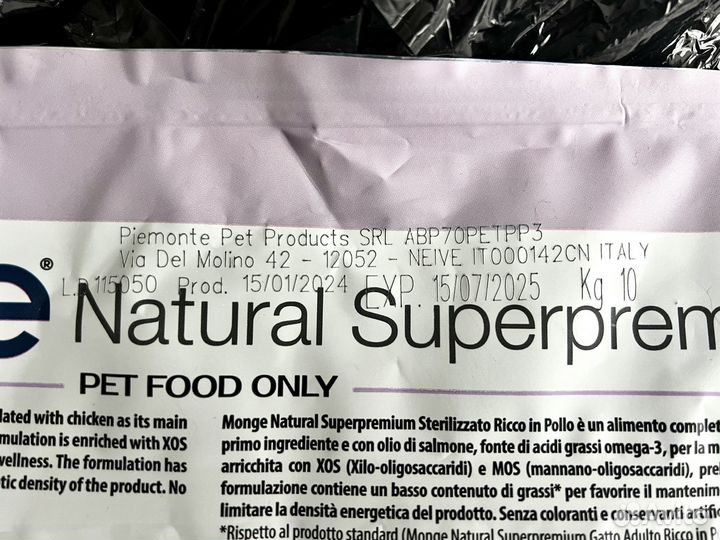 Piemonte Pet Products SRL ABP70PETPP3
Via Del Molino 42 - 12052 - NEIVE IT000142CN ITALY
115050 Prod. 15/01/2024 EXP. 15/07/2025 Kg 10
e® Natural Superprem
PET FOOD ONLY
lated with chicken as its main
mulation is enriched with XOS
wellness. The formulation has
tic density of the product. No
Monge Natural Superpremium Sterilizzato Ricco in Pollo è un alimento complet
primo ingrediente e con olio di salmone, fonte di acidi grassi omega-3, per la m
arricchita con XOS (Xilo-oligosaccaridi) e MOS (mannano-oligosaccaridi), preb
formulazione contiene un basso contenuto di grassi* per favorire il mantenim
limitare la densità energetica del prodotto. Senza coloranti e conservanti artific
*Rispetto al prodotto standard (Monge Natural Superpremium Gatto Adulto Ricco in P